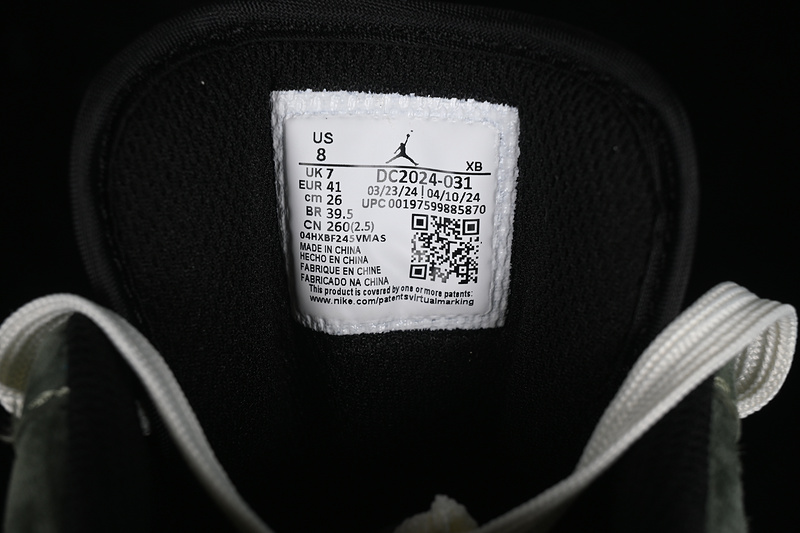 US
8
XB
UK 7
DC2024-031
EUR 41
03/23/24 | 04/10/24
cm 26
UPC 00197599885870
BR 39.5
CN 260(2.5)
04HXBF245VMAS
MADE IN CHINA
HECHO EN CHINA
FABRIQUE EN CHINE
FABRICADO NA CHINA
This product is covered by one or more patents:
www.nike.com/patentsvirtualmarking